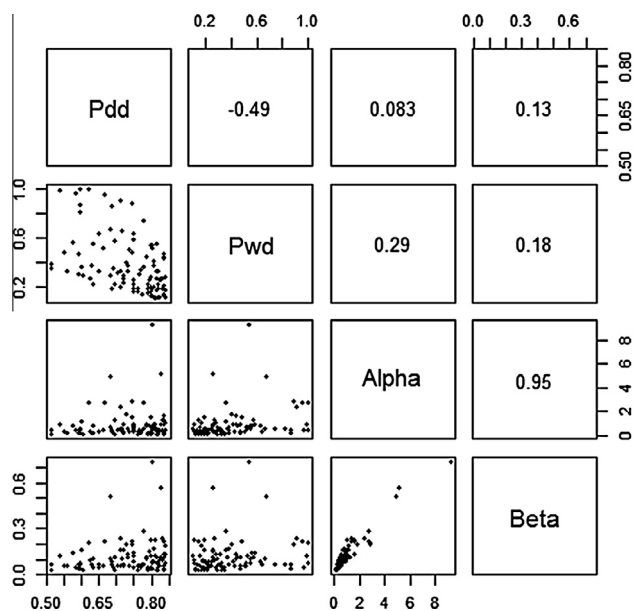 0.2 0.6 1.0 0.0 0.3 0.6
Pdd -0.49 0.083 0.13
0.50 0.65 0.80
0.2 0.6 1.0
Pwd 0.29 0.18
Alpha 0.95
0 2 4 6 8
0.0 0.3 0.6
Beta
0.50 0.65 0.80 0 2 4 6 8